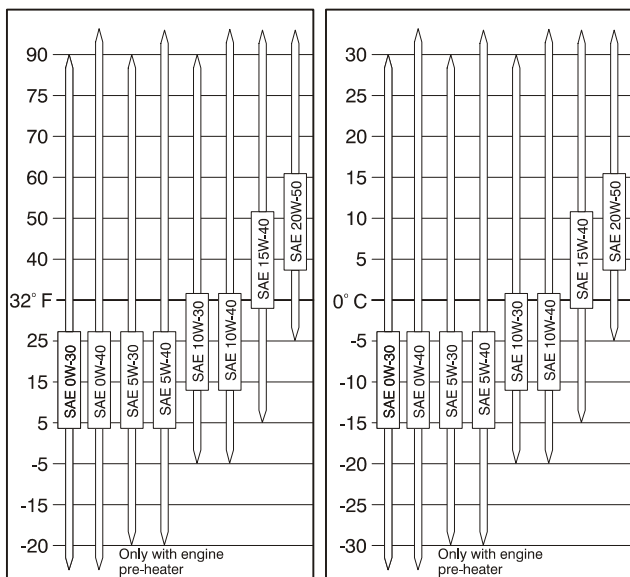 90
75
70
60
50
40
32° F
25
15
5
-5
-15
-20
SAE 0W-30
SAE 0W-40
SAE 5W-30
SAE 5W-40
SAE 10W-30
SAE 10W-40
SAE 15W-40
SAE 20W-50
Only with engine
pre-heater
30
25
20
15
10
5
0° C
-5
-10
-15
-20
-25
-30
SAE 0W-30
SAE 0W-40
SAE 5W-30
SAE 5W-40
SAE 10W-30
SAE 10W-40
SAE 15W-40
SAE 20W-50
Only with engine
pre-heater